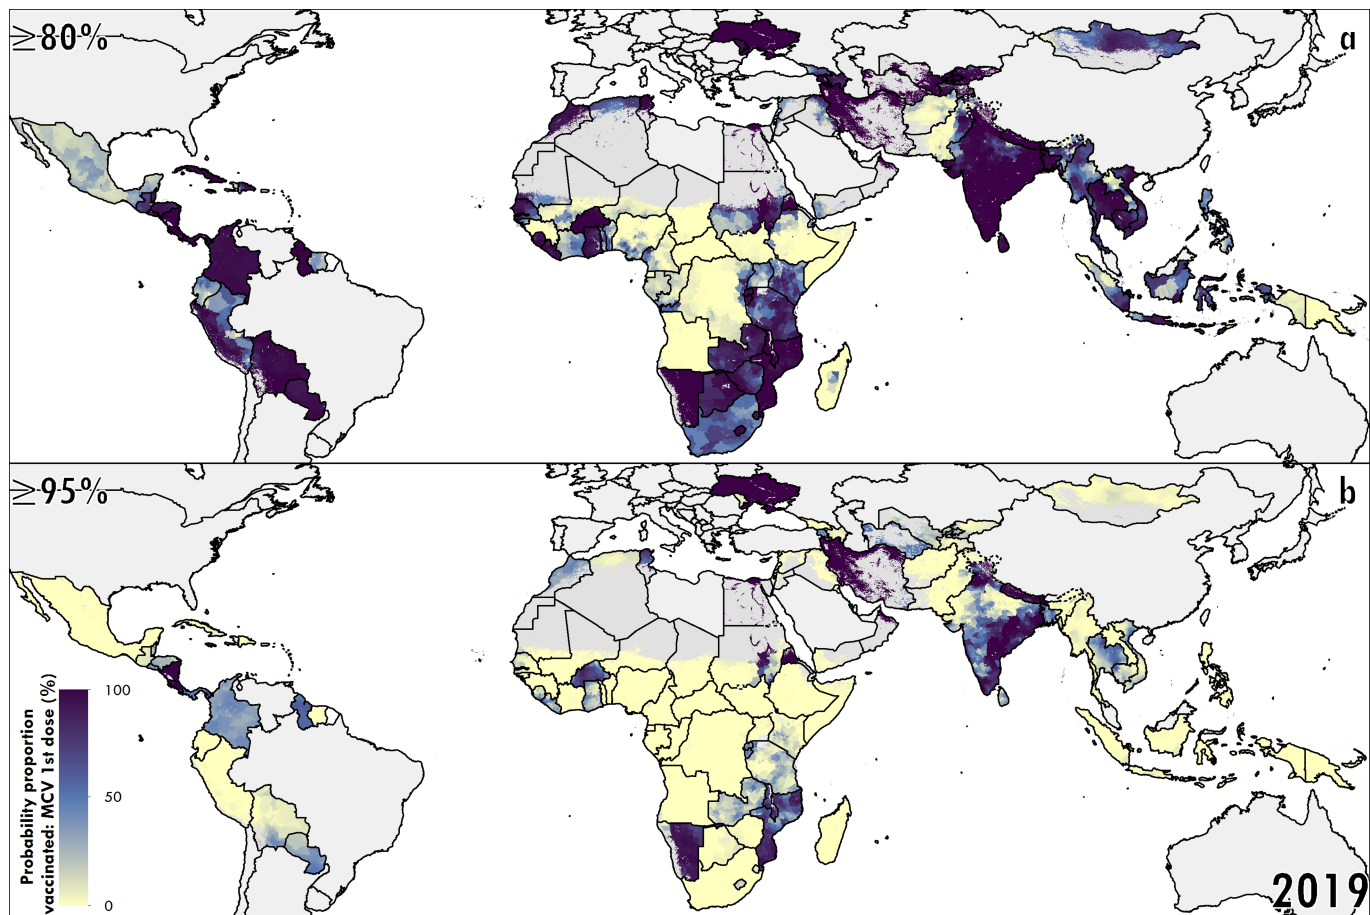 ≥80%
a
≥95%
b
Probability proportion
vaccinated: MCV 1st dose (%)
100
50
0
2019